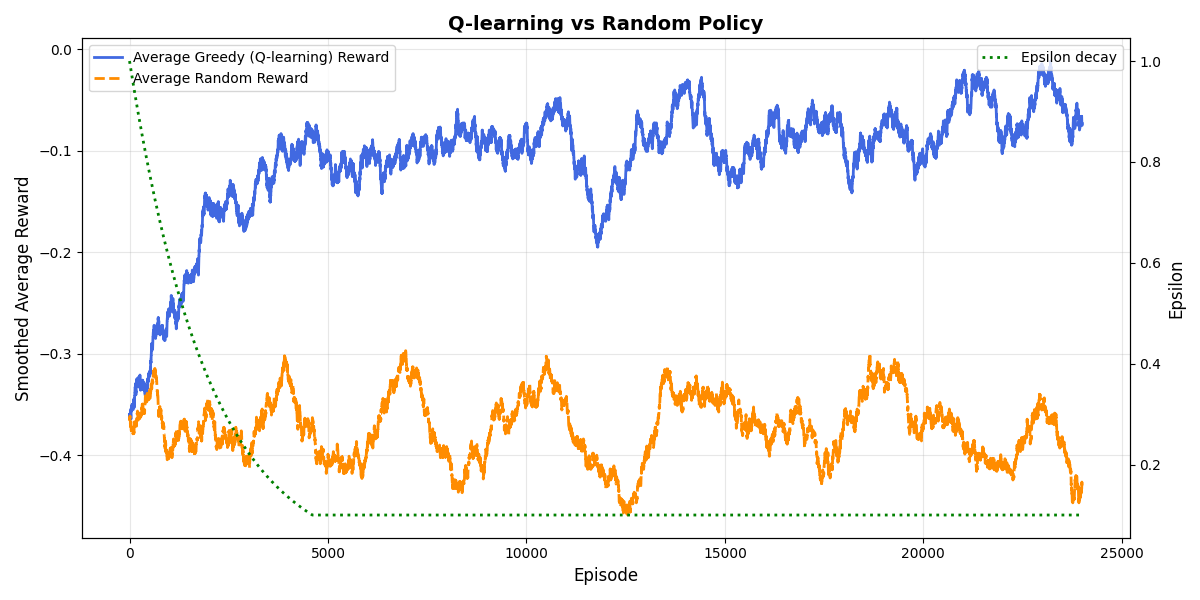 Q-learning vs Random Policy
Average Greedy (Q-learning) Reward
Average Random Reward
Epsilon decay
Smoothed Average Reward
0.0
−0.1
−0.2
−0.3
−0.4
1.0
0.8
0.6
0.4
0.2
Epsilon
0
5000
10000
15000
20000
25000
Episode